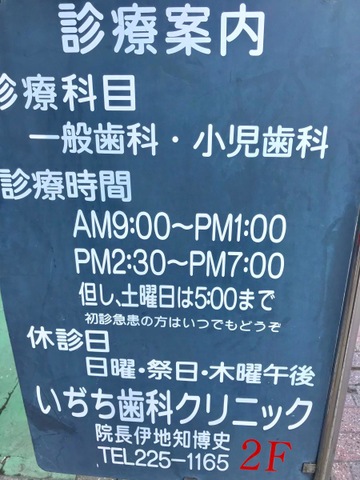 診療案内
診療科目
一般歯科・小児歯科
診療時間
AM9:00〜PM1:00
PM2:30〜PM7:00
但し、土曜日は5:00まで
初診急患の方はいつでもどうぞ
休診日
日曜・祭日・木曜午後
いぢち歯科クリニック
院長伊地知博史
TEL225-1165 2F